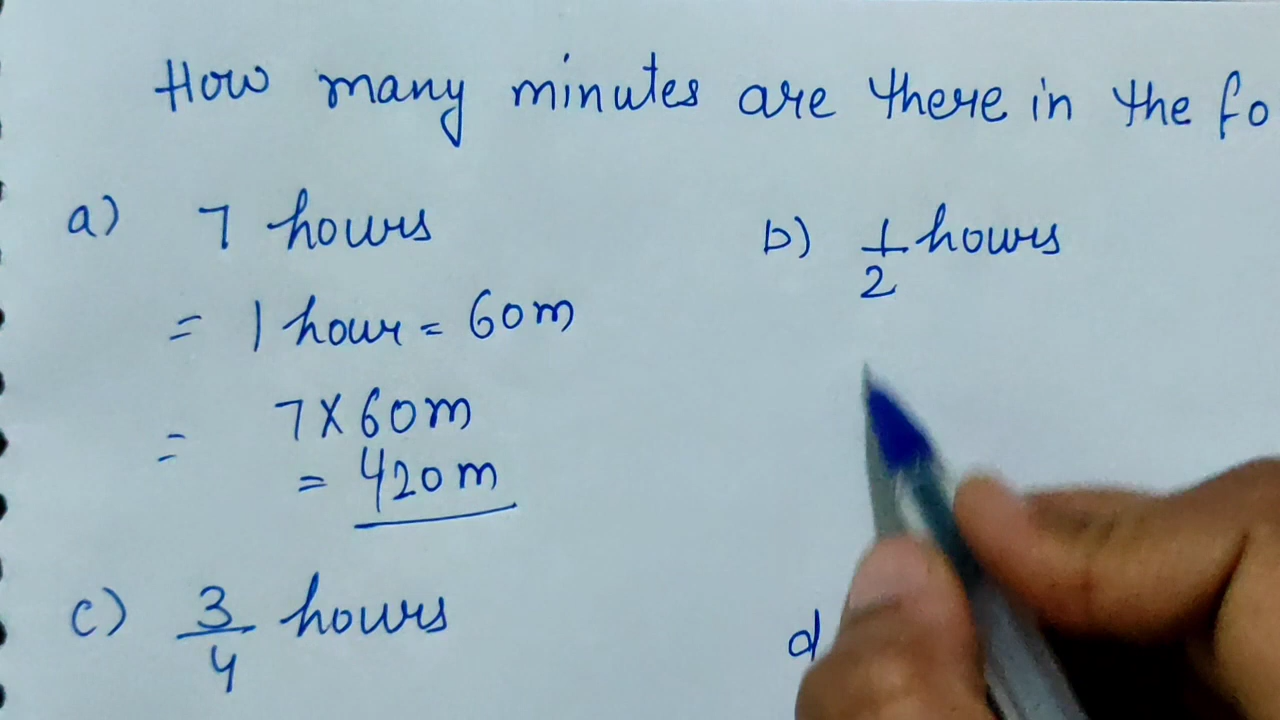 How many minutes are there in the fo
a) 7 hours
= 1 hour = 60m
= 7 X 60m
= 420m
b) 1/2 hours
c) 3/4 hours
d